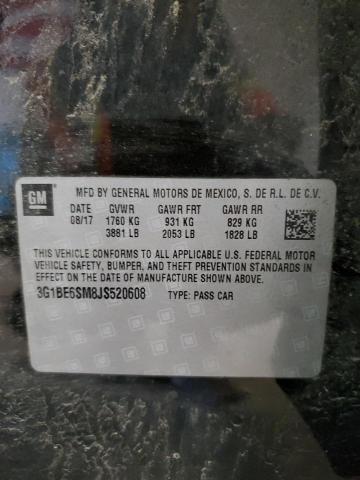 GM
MFD BY GENERAL MOTORS DE MEXICO, S. DE R.L. DE C.V.
DATE GVWR GAWR FRT GAWR RR
08/17 1760 KG 931 KG 829 KG
3881 LB 2053 LB 1828 LB
THIS VEHICLE CONFORMS TO ALL APPLICABLE U.S. FEDERAL MOTOR
VEHICLE SAFETY, BUMPER, AND THEFT PREVENTION STANDARDS IN
EFFECT ON THE DATE OF MANUFACTURE SHOWN ABOVE.
3G1BE6SM8JS520608 TYPE: PASS CAR